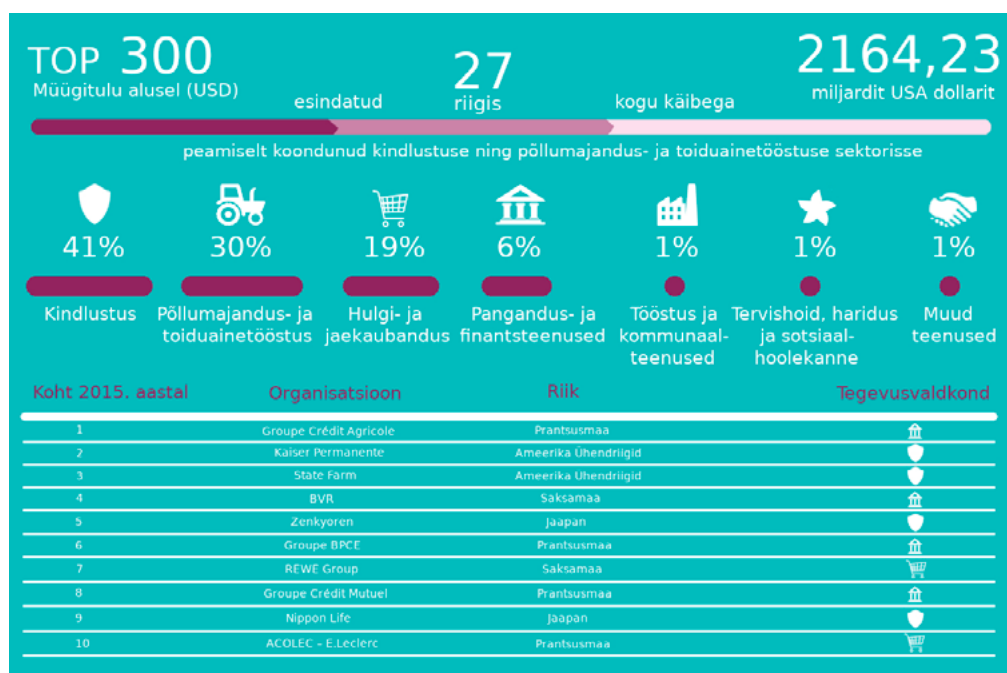 TOP 300
Müügitulu alusel (USD)
esindatud
27
riigis
kogu käibega
2164,23
miljardit USA dollarit
peamiselt koondunud kindlustuse ning põllumajandus- ja toiduainetööstuse sektorisse
41%
30%
19%
6%
1%
1%
1%
Kindlustus
Põllumajandus- ja
toiduainetööstus
Hulgi- ja
jaekaubandus
Pangandus- ja
finantsteenused
Tööstus ja
kommunaal-
teenused
Tervishoid, haridus
ja sotsiaal-
hoolekanne
Muud
teenused
Koht 2015. aastal Organisatsioon Riik Tegevusvaldkond
1 Groupe Crédit Agricole Prantsusmaa
2 Kaiser Permanente Ameerika Ühendriigid
3 State Farm Ameerika Ühendriigid
4 BVR Saksamaa
5 Zenkyoren Jaapan
6 Groupe BPCE Prantsusmaa
7 REWE Group Saksamaa
8 Groupe Crédit Mutuel Prantsusmaa
9 Nippon Life Jaapan
10 ACOLEC – E.Leclerc Prantsusmaa